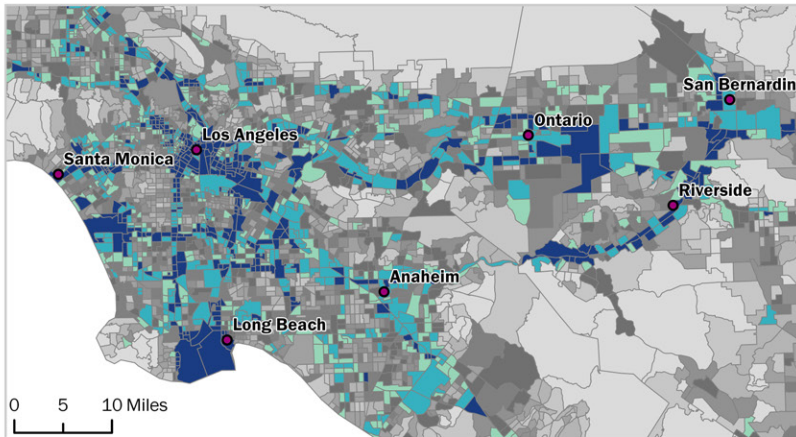 San Bernardin
Ontario
Los Angeles
Santa Monica
Riverside
Anaheim
Long Beach
0 5 10 Miles